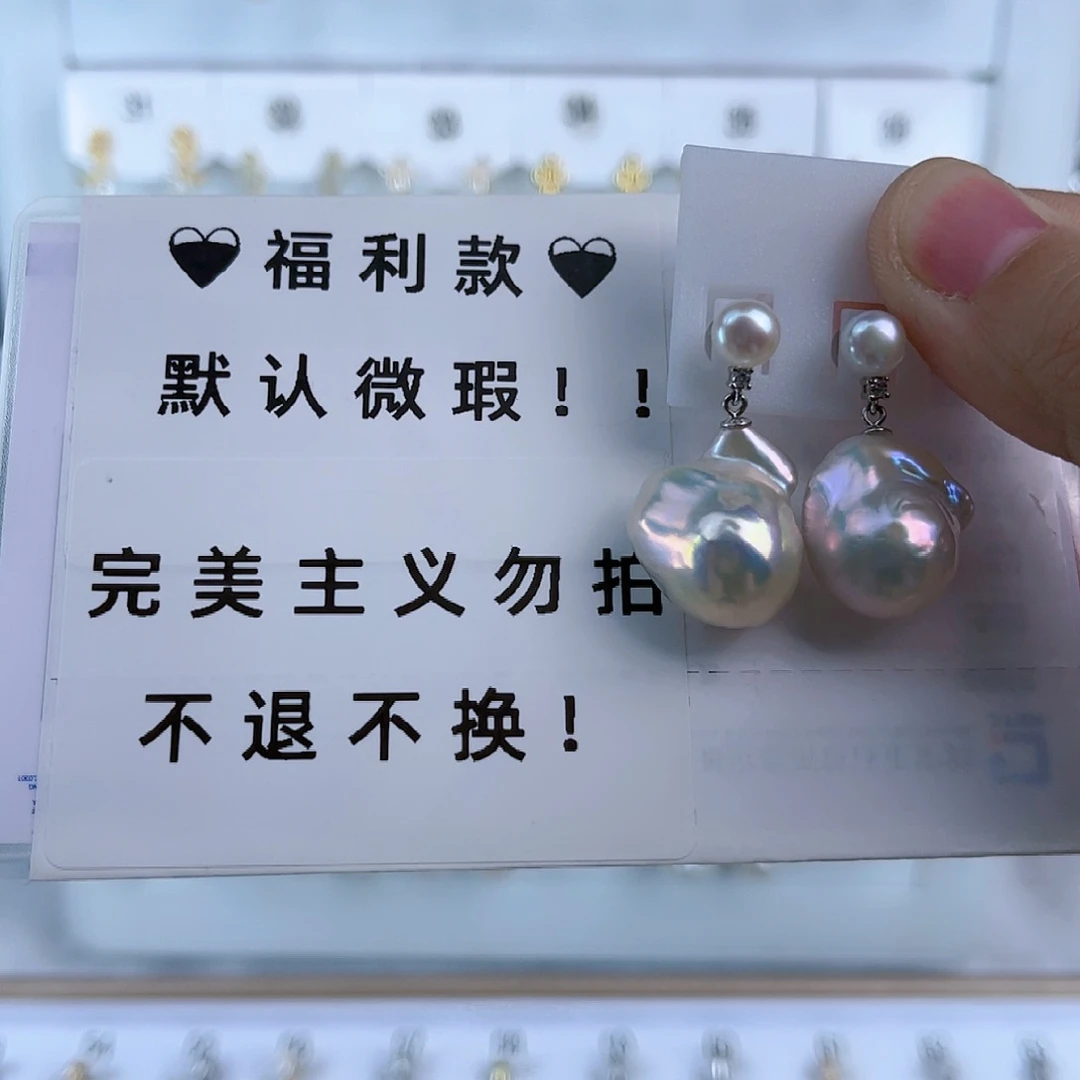 福利款
默认微瑕！！
完美主义勿拍
不退不换！